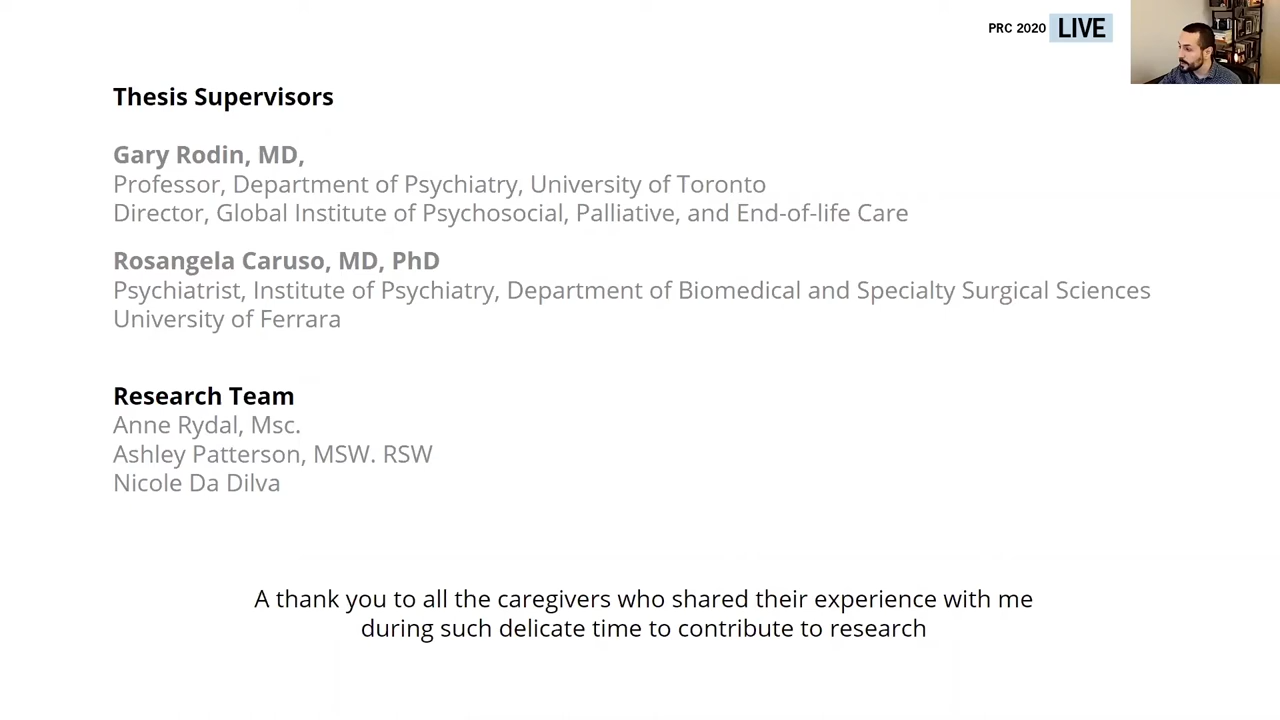 PRC 2020 LIVE
Thesis Supervisors
Gary Rodin, MD,
Professor, Department of Psychiatry, University of Toronto
Director, Global Institute of Psychosocial, Palliative, and End-of-life Care
Rosangela Caruso, MD, PhD
Psychiatrist, Institute of Psychiatry, Department of Biomedical and Specialty Surgical Sciences
University of Ferrara
Research Team
Anne Rydal, Msc.
Ashley Patterson, MSW. RSW
Nicole Da Dilva
A thank you to all the caregivers who shared their experience with me
during such delicate time to contribute to research